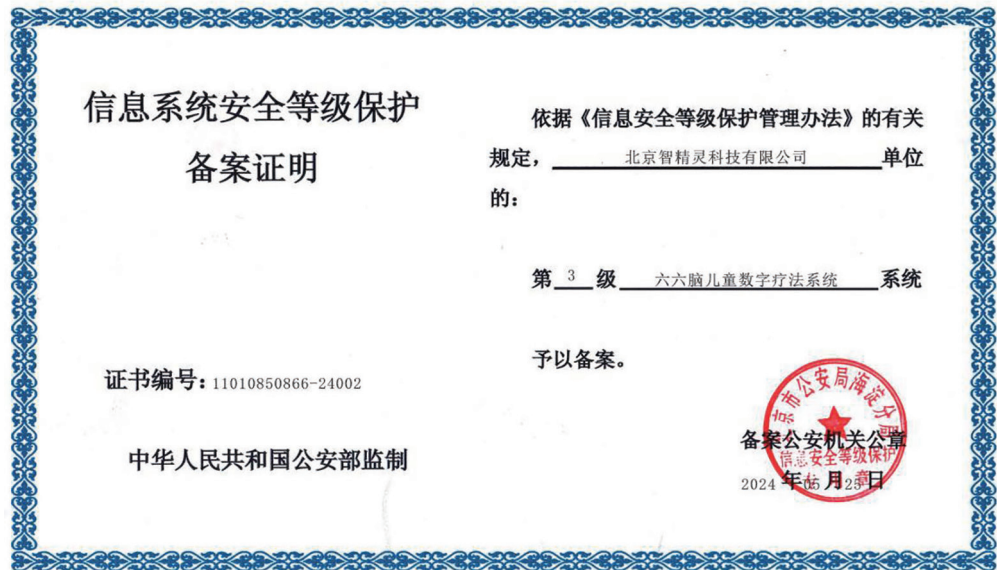 信息系统安全等级保护
备案证明
证书编号：11010850866-24002
中华人民共和国公安部监制
依据《信息安全等级保护管理办法》的有关
规定，北京智精灵科技有限公司单位
的：
第 3 级 六六脑儿童数字疗法系统 系统
予以备案。
北京市公安局海淀分局
备案公安机关公章
信息安全等级保护
2024 年 05 月 25 日
专用章